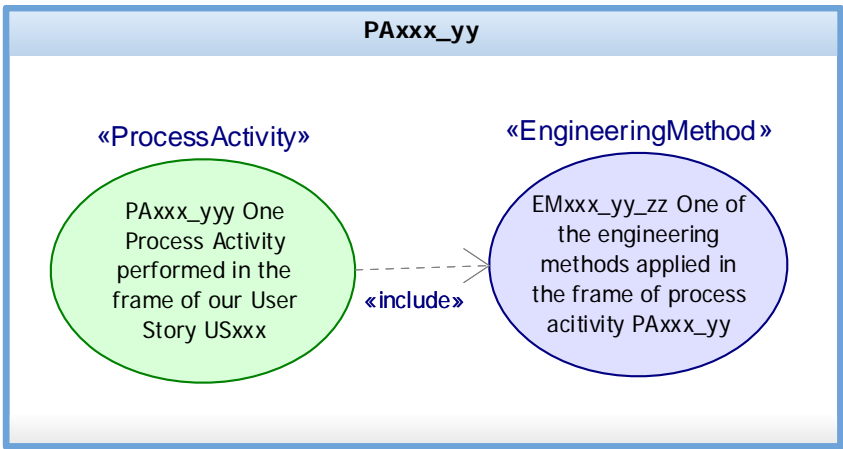 PAxxx_yy
«ProcessActivity»
PAxxx_yyy One
Process Activity
performed in the
frame of our User
Story USxxx
«include»
«EngineeringMethod»
EMxxx_yy_zz One of
the engineering
methods applied in
the frame of process
acitivity PAxxx_yy